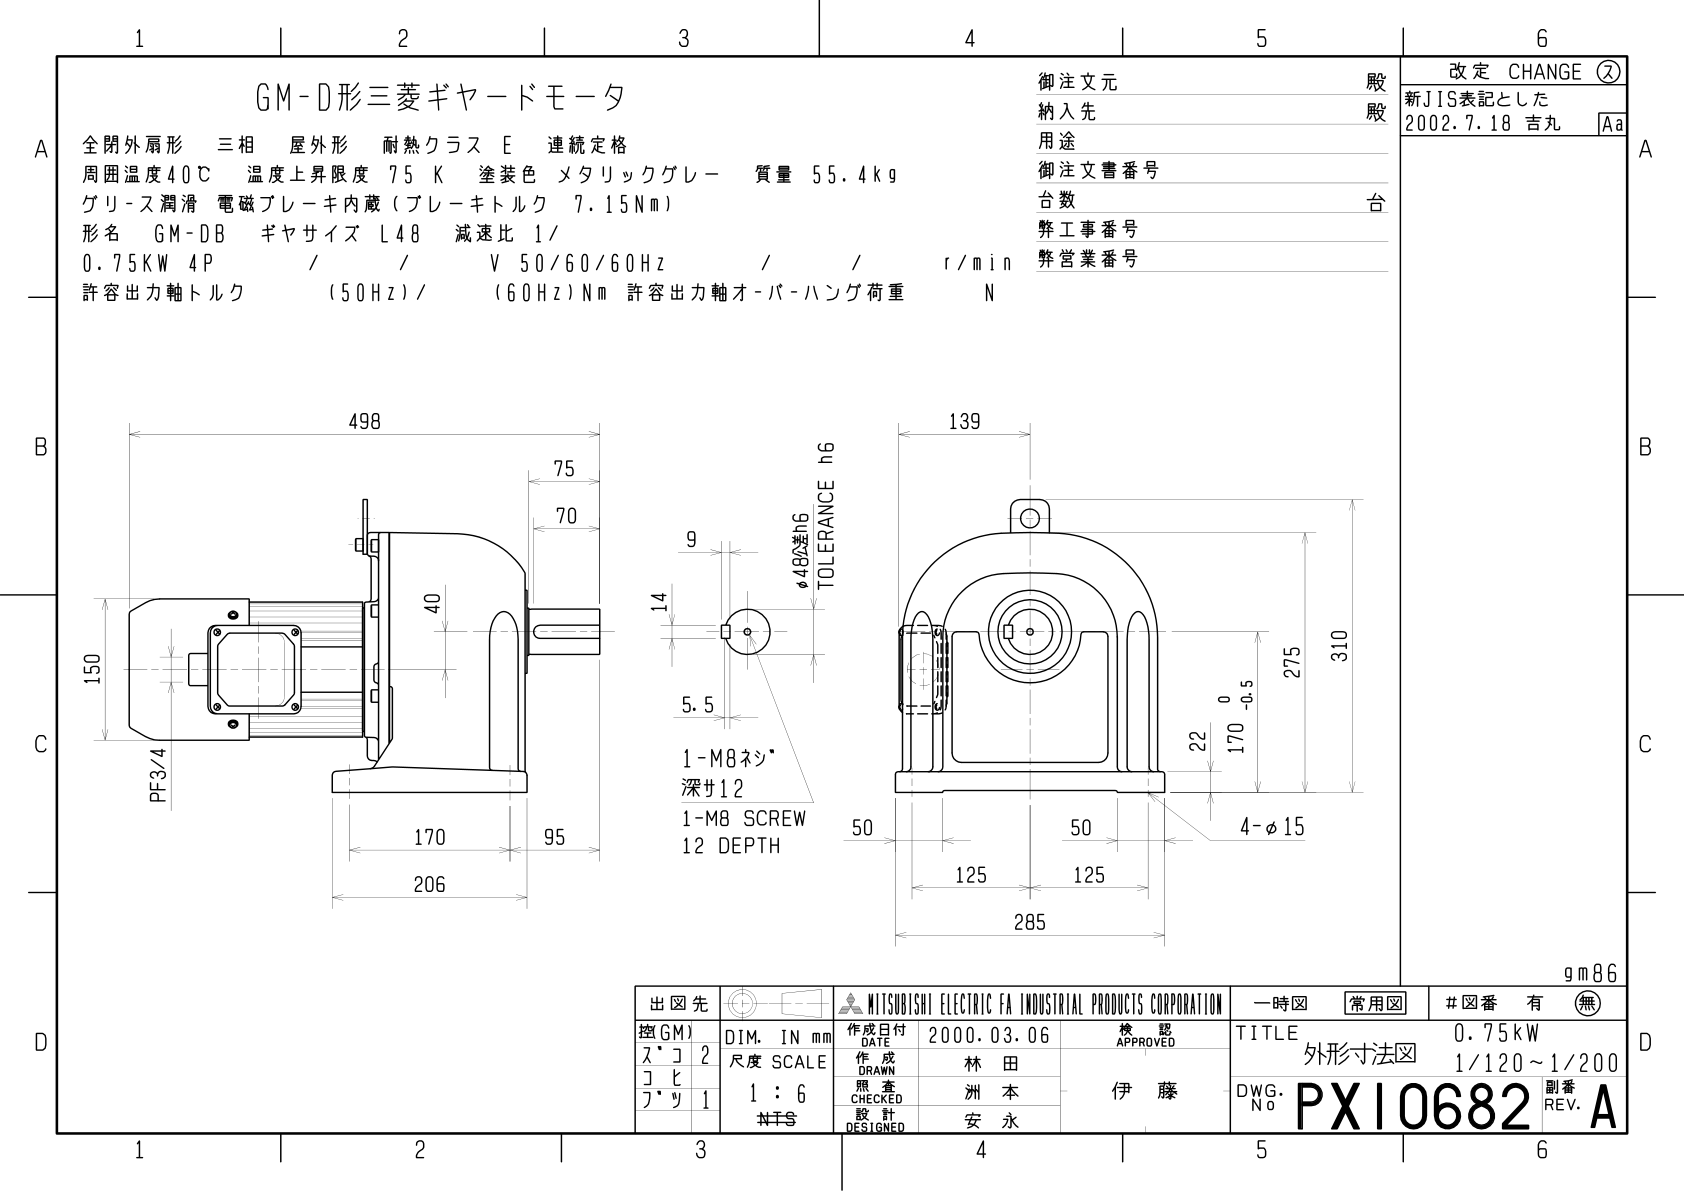 1 2 3 4 5 6
GM-D形三菱ギヤードモータ
全閉外扇形 三相 屋外形 耐熱クラス E 連続定格
周囲温度40℃ 温度上昇限度 75 K 塗装色 メタリックグレー 質量 55.4kg
グリース潤滑 電磁ブレーキ内蔵(ブレーキトルク 7.15Nm)
形名 GM-DB ギヤサイズ L48 減速比 1/
0.75KW 4P / / V 50/60/60Hz / / r/min
許容出力軸トルク (50Hz)/ (60Hz)Nm 許容出力軸オーバーハング荷重 N
御注文元 殿
納入先 殿
用途
御注文書番号
台数 台
弊工事番号
弊営業番号
改定 CHANGE ス
新JIS表記とした
2002.7.18 吉丸 Aa
A A
B B
C C
D D
498
75
70
40
150
PF3/4
170
95
206
9
14
5.5
φ48公差h6
TOLERANCE h6
1-M8ネジ
深サ12
1-M8 SCREW
12 DEPTH
139
310
275
0
170 -0.5
22
50
50
4-φ15
125
125
285
gm86
出図先
控(GM)
スﾞコ 2
コヒ
フﾞツ 1
DIM. IN mm
尺度 SCALE
1 : 6
NTS
MITSUBISHI ELECTRIC FA INDUSTRIAL PRODUCTS CORPORATION
作成日付
DATE
2000.03.06
検 認
APPROVED
作 成
DRAWN
林 田
照 査
CHECKED
洲 本
伊 藤
設 計
DESIGNED
安 永
一時図 常用図 #図番 有 無
TITLE
外形寸法図
0.75kW
1/120~1/200
DWG.
No
PX10682
副番
REV.
A
1 2 3 4 5 6